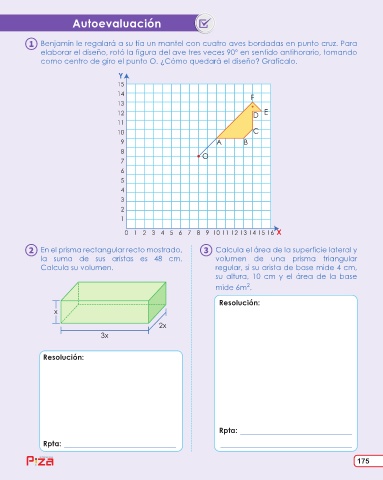 Autoevaluación
1 Benjamín le regalará a su tía un mantel con cuatro aves bordadas en punto cruz. Para
elaborar el diseño, rotó la figura del ave tres veces 90° en sentido antihorario, tomando
como centro de giro el punto O. ¿Cómo quedará el diseño? Grafícalo.
Y
15
14
13
12
11
10
9
8
7
6
5
4
3
2
1
F
E
D
C
A B
O
0 1 2 3 4 5 6 7 8 9 10 11 12 13 14 15 16 X
2 En el prisma rectangular recto mostrado,
la suma de sus aristas es 48 cm.
Calcula su volumen.
x
2x
3x
Resolución:
Rpta:
3 Calcula el área de la superficie lateral y
volumen de una prisma triangular
regular, si su arista de base mide 4 cm,
su altura, 10 cm y el área de la base
mide 6m².
Resolución:
Rpta:
Piza
175